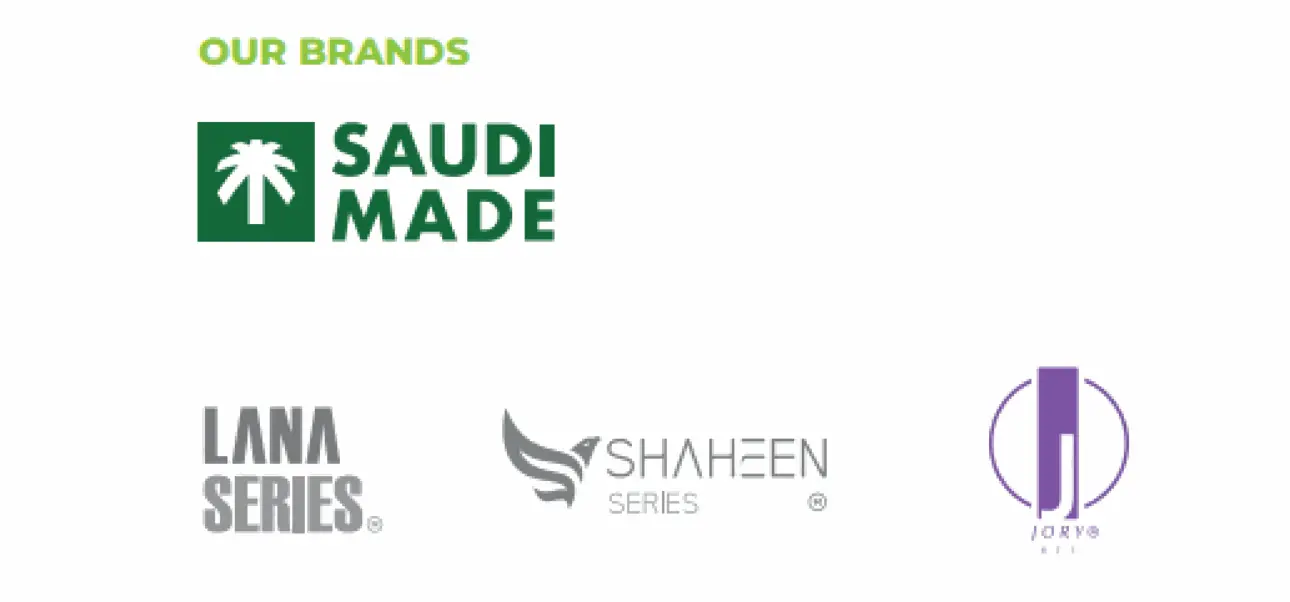 OUR BRANDS
SAUDI
MADE
LANA
SERIES®
SHAHEEN
SERIES ®
JORY®